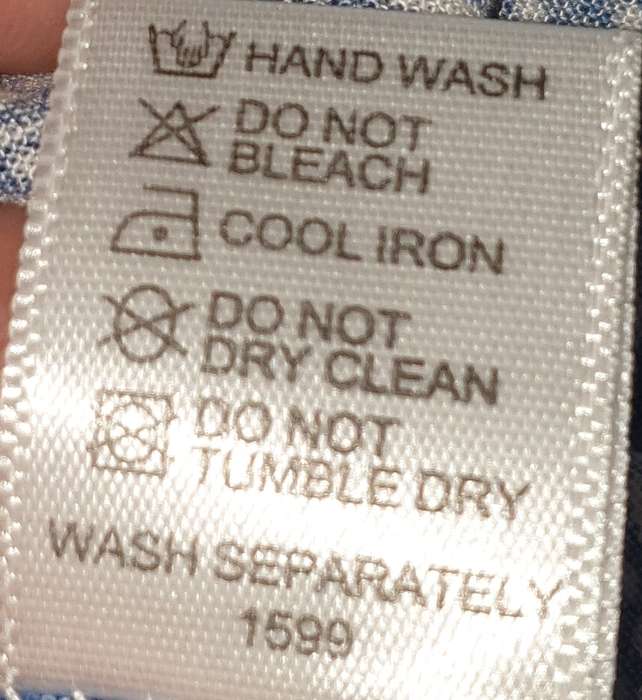 HAND WASH
DO NOT
BLEACH
COOL IRON
DO NOT
DRY CLEAN
DO NOT
TUMBLE DRY
WASH SEPARATELY
1599